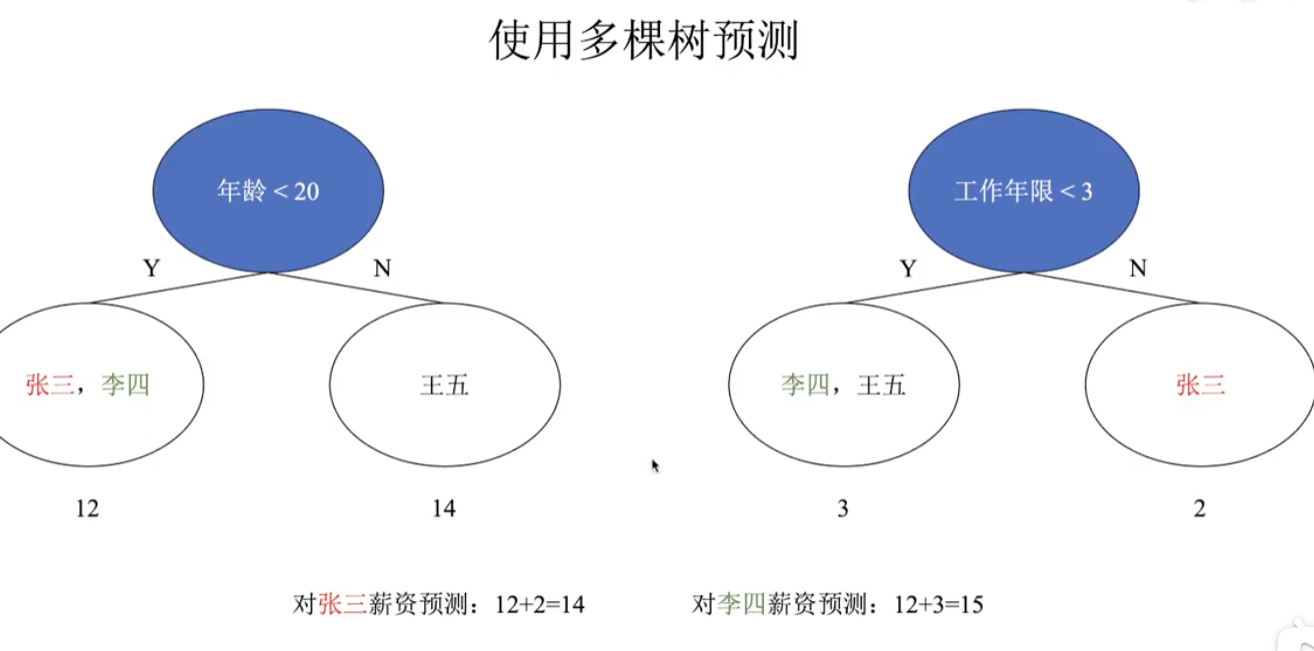 使用多棵树预测
年龄 < 20
工作年限 < 3
Y
N
Y
N
张三，李四
王五
李四，王五
张三
12
14
3
2
对张三薪资预测：12+2=14
对李四薪资预测：12+3=15